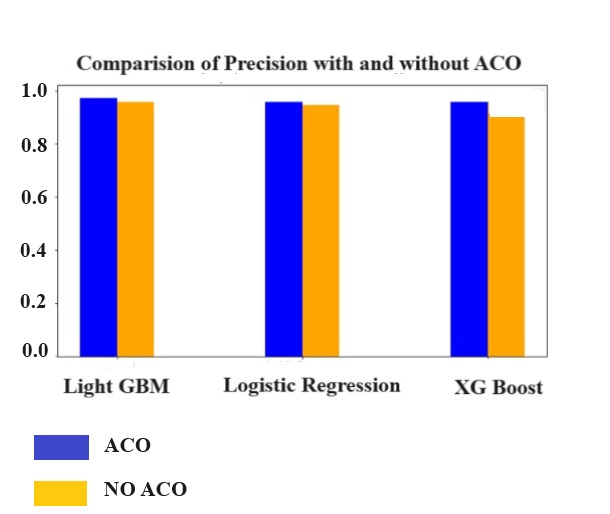 Comparision of Precision with and without ACO
1.0
0.8
0.6
0.4
0.2
0.0
Light GBM
Logistic Regression
XG Boost
ACO
NO ACO